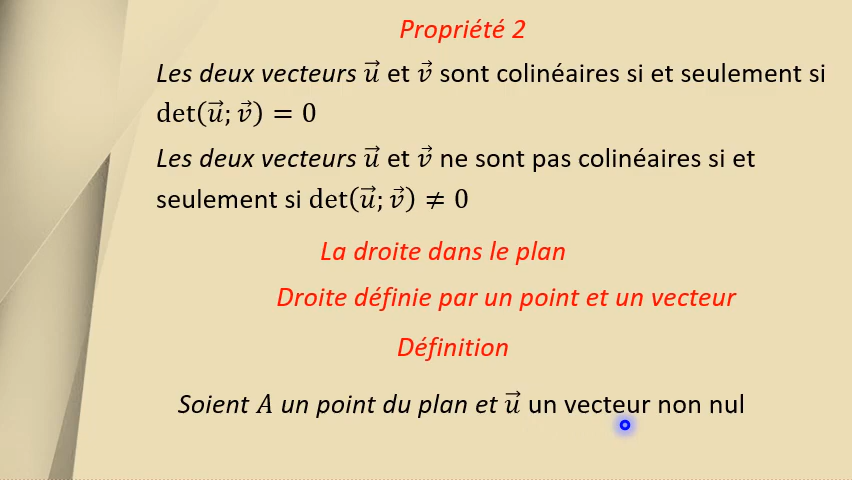 Propriété 2
Les deux vecteurs u⃗ et v⃗ sont colinéaires si et seulement si
det(u⃗; v⃗) = 0
Les deux vecteurs u⃗ et v⃗ ne sont pas colinéaires si et
seulement si det(u⃗; v⃗) ≠ 0
La droite dans le plan
Droite définie par un point et un vecteur
Définition
Soient A un point du plan et u⃗ un vecteur non nul